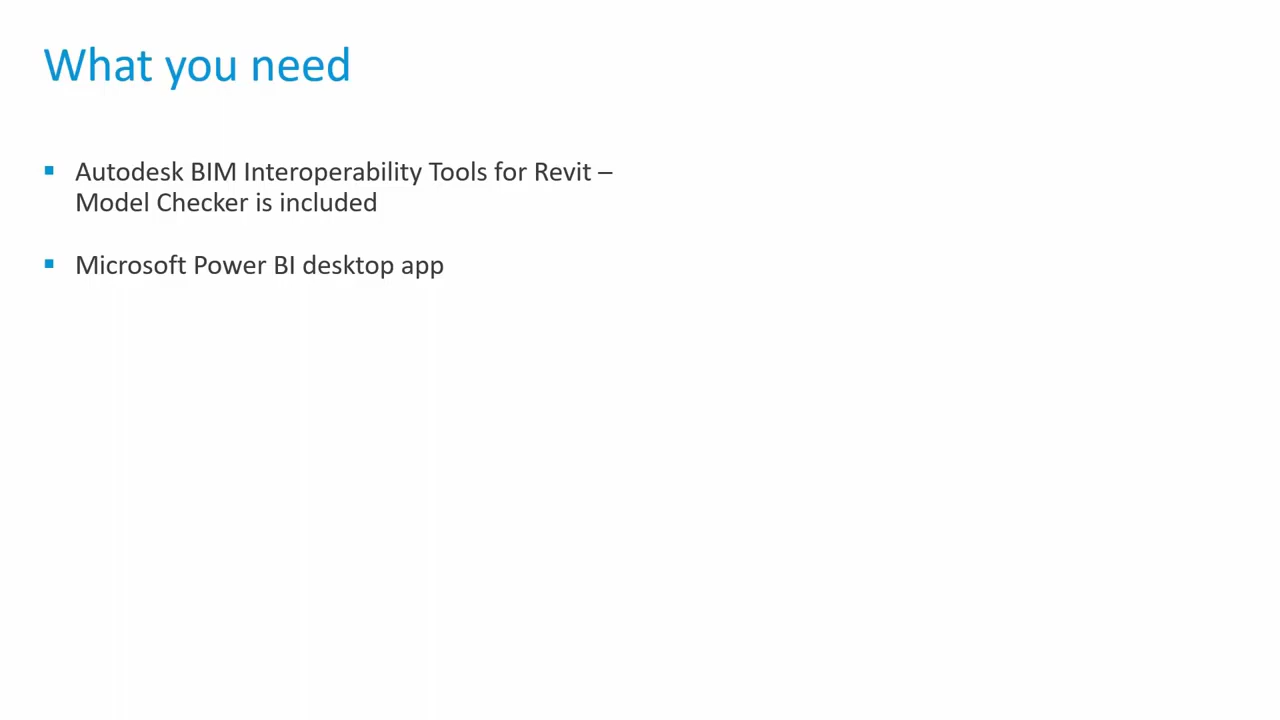 What you need
▪ Autodesk BIM Interoperability Tools for Revit –
Model Checker is included
▪ Microsoft Power BI desktop app